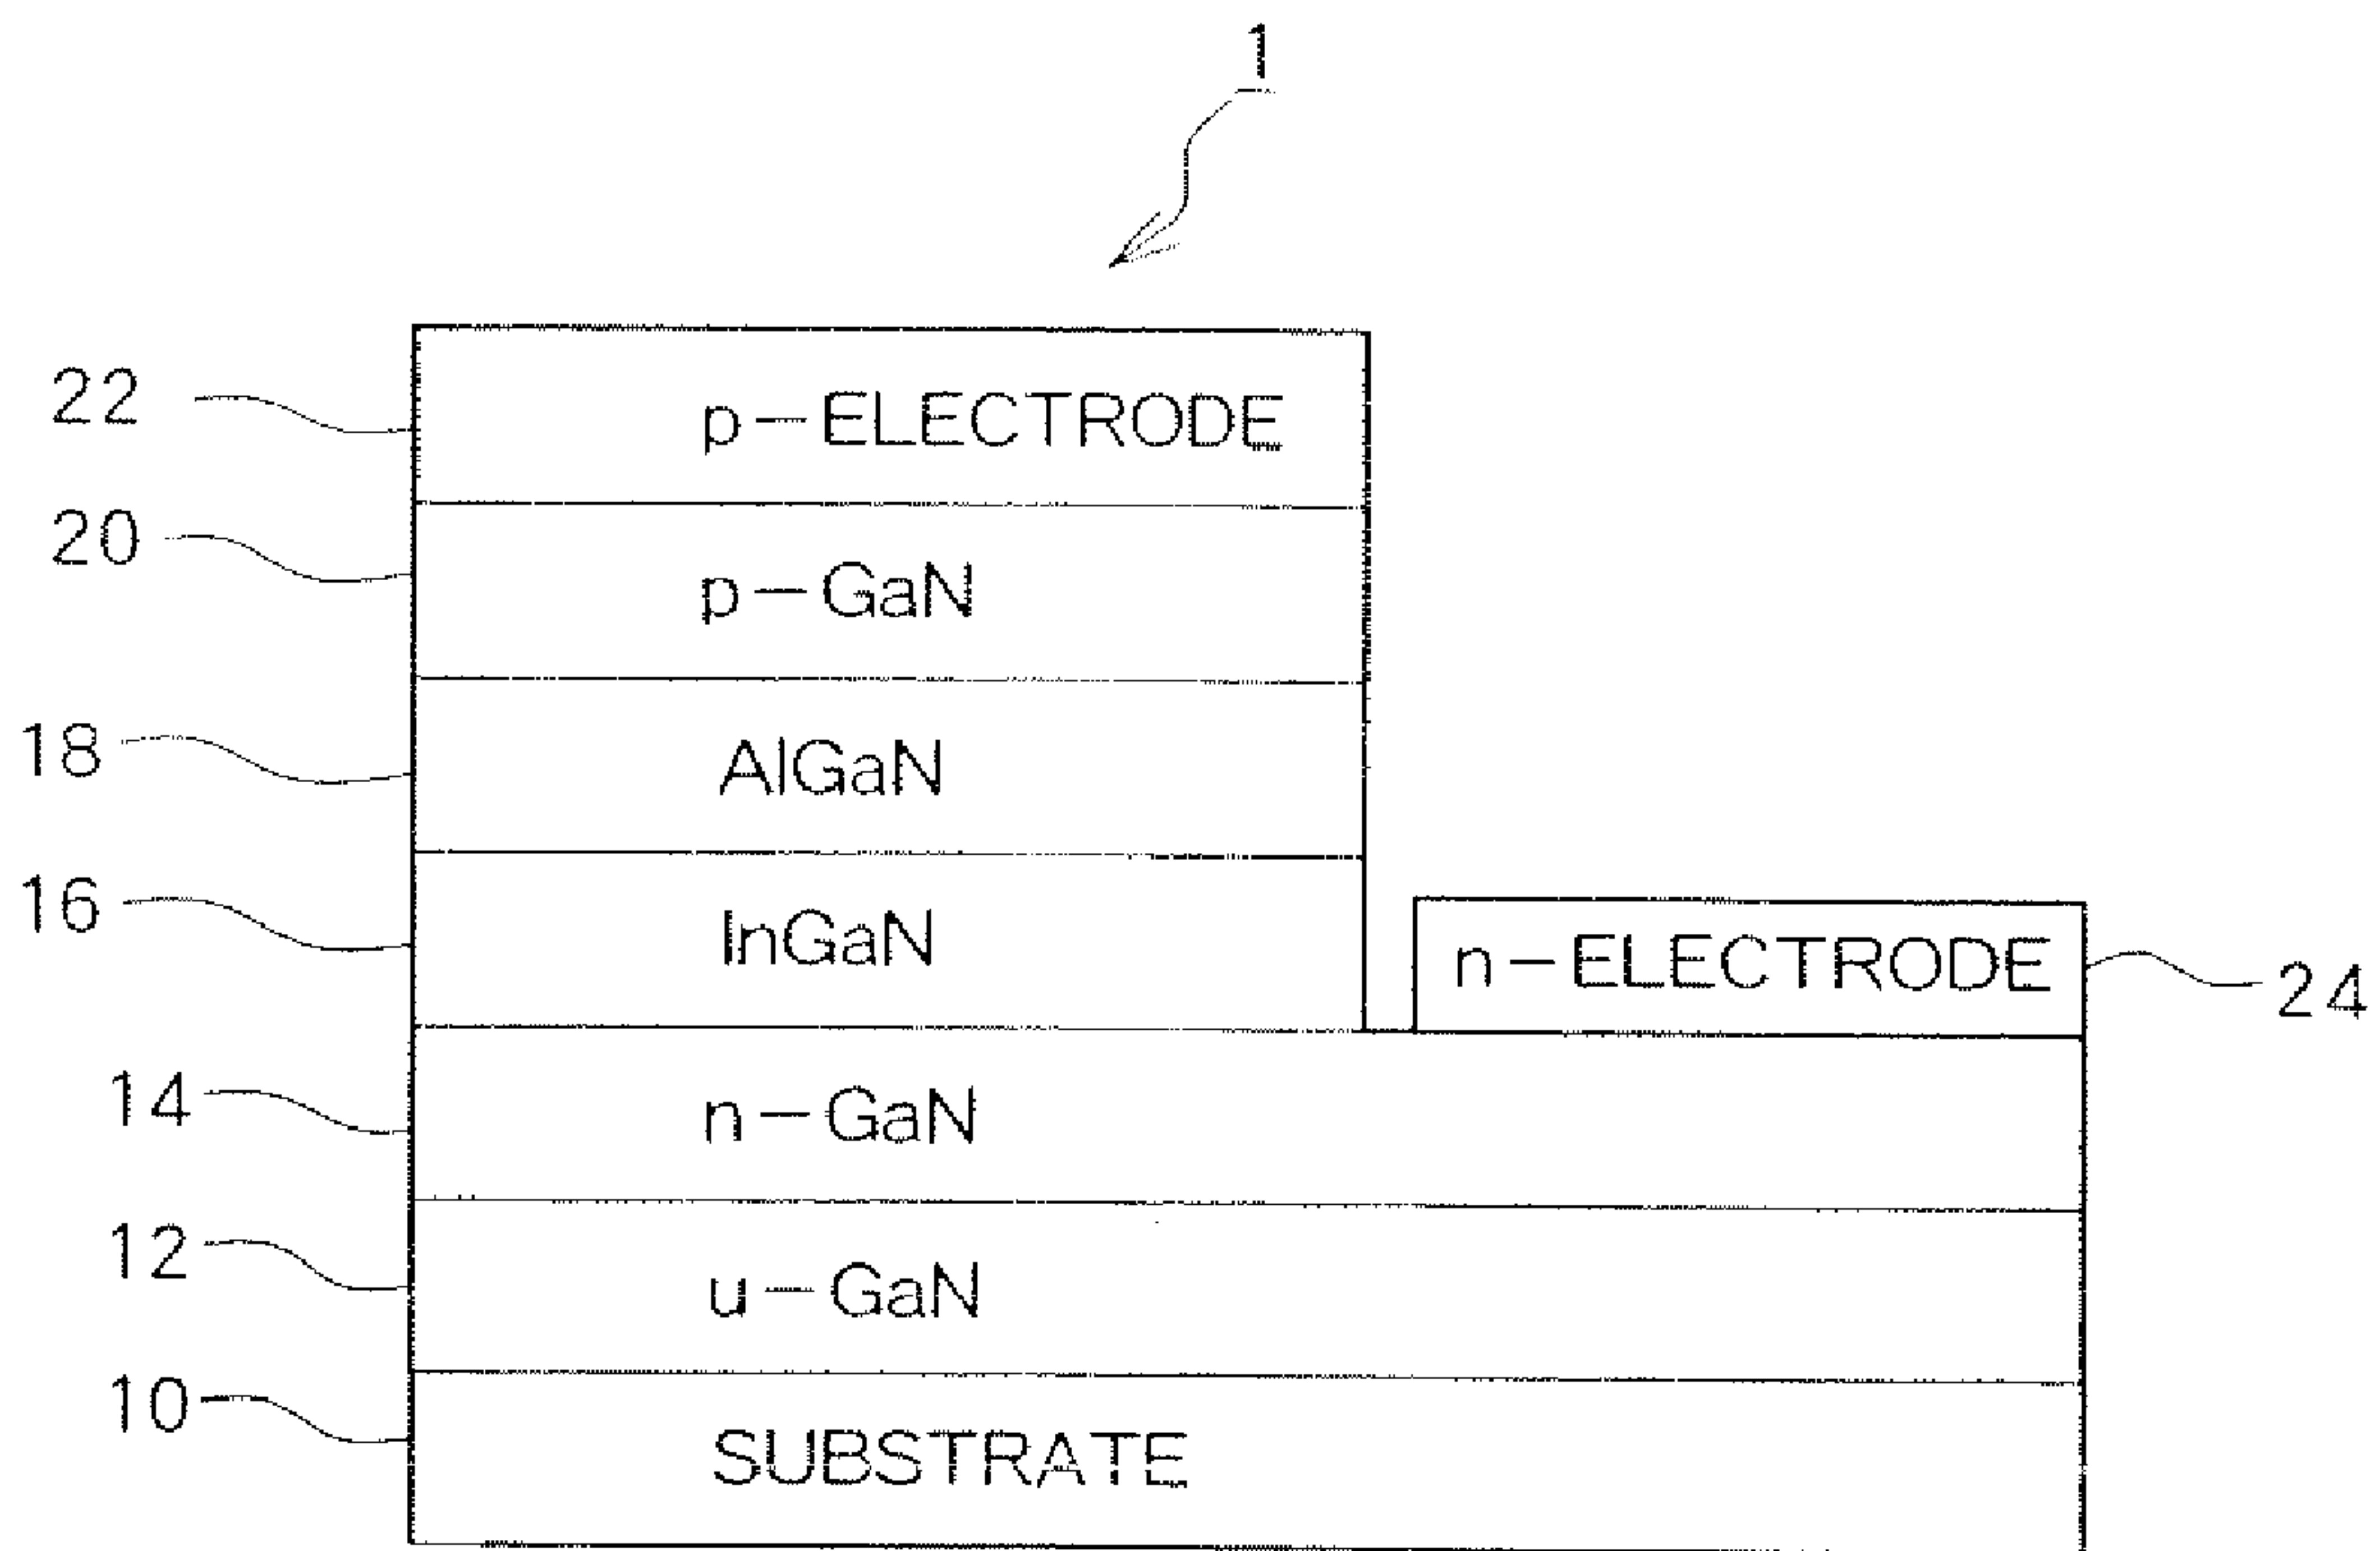 1
22 p-ELECTRODE
20 p-GaN
18 AlGaN
16 InGaN
n-ELECTRODE 24
14 n-GaN
12 u-GaN
10 SUBSTRATE